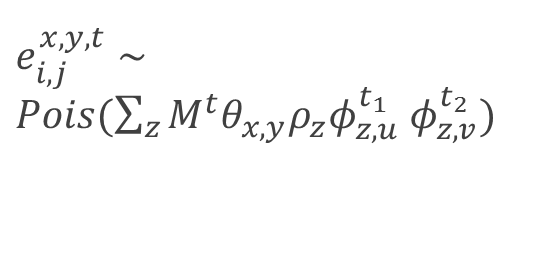 e_{i,j}^{x,y,t} ~
Pois(∑_z M^t θ_{x,y} ρ_z ϕ_{z,u}^{t_1} ϕ_{z,v}^{t_2})